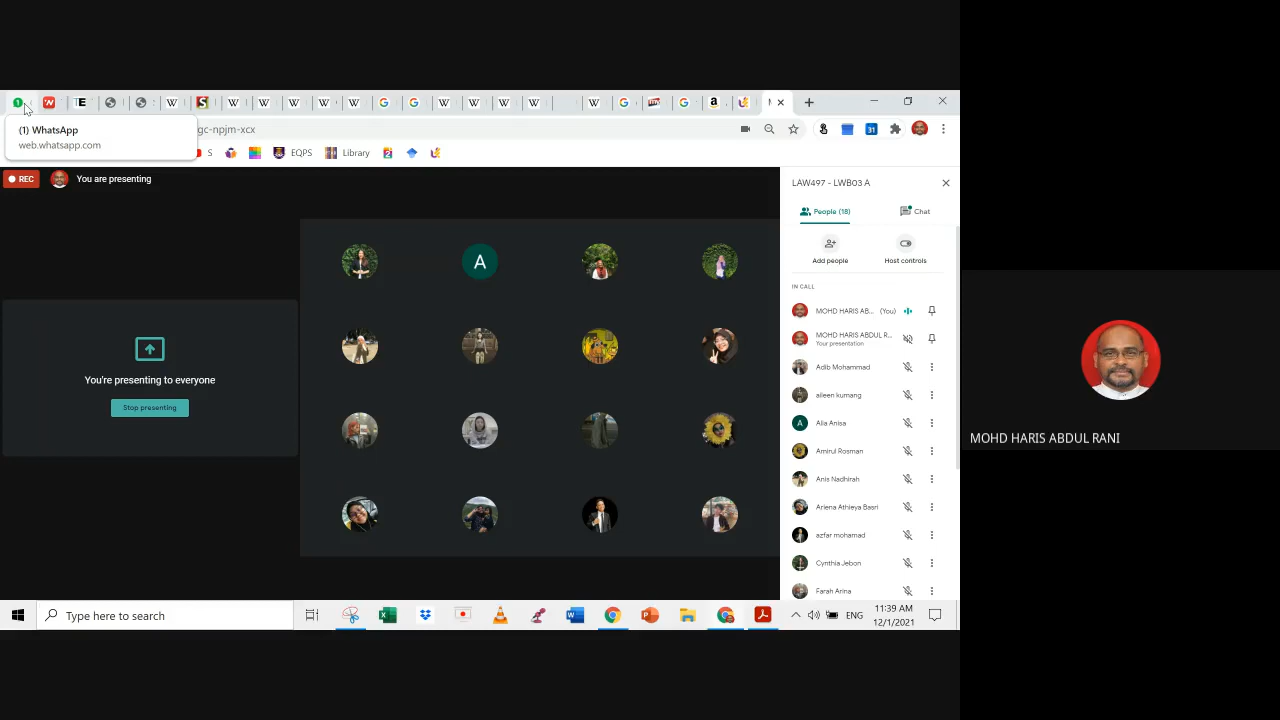 (1) WhatsApp
web.whatsapp.com
gc-npjm-xcx
S
EQPS
Library
REC
You are presenting
LAW497 - LWB03 A
People (18)
Chat
Add people
Host controls
IN CALL
MOHD HARIS AB... (You)
MOHD HARIS ABDUL R...
Your presentation
Adib Mohammad
aileen kumang
Alia Anisa
Amirul Rosman
Anis Nadhirah
Ariena Athieya Basri
azfar mohamad
Cynthia Jebon
Farah Arina
A
You're presenting to everyone
Stop presenting
MOHD HARIS ABDUL RANI
Type here to search
ENG
11:39 AM
12/1/2021